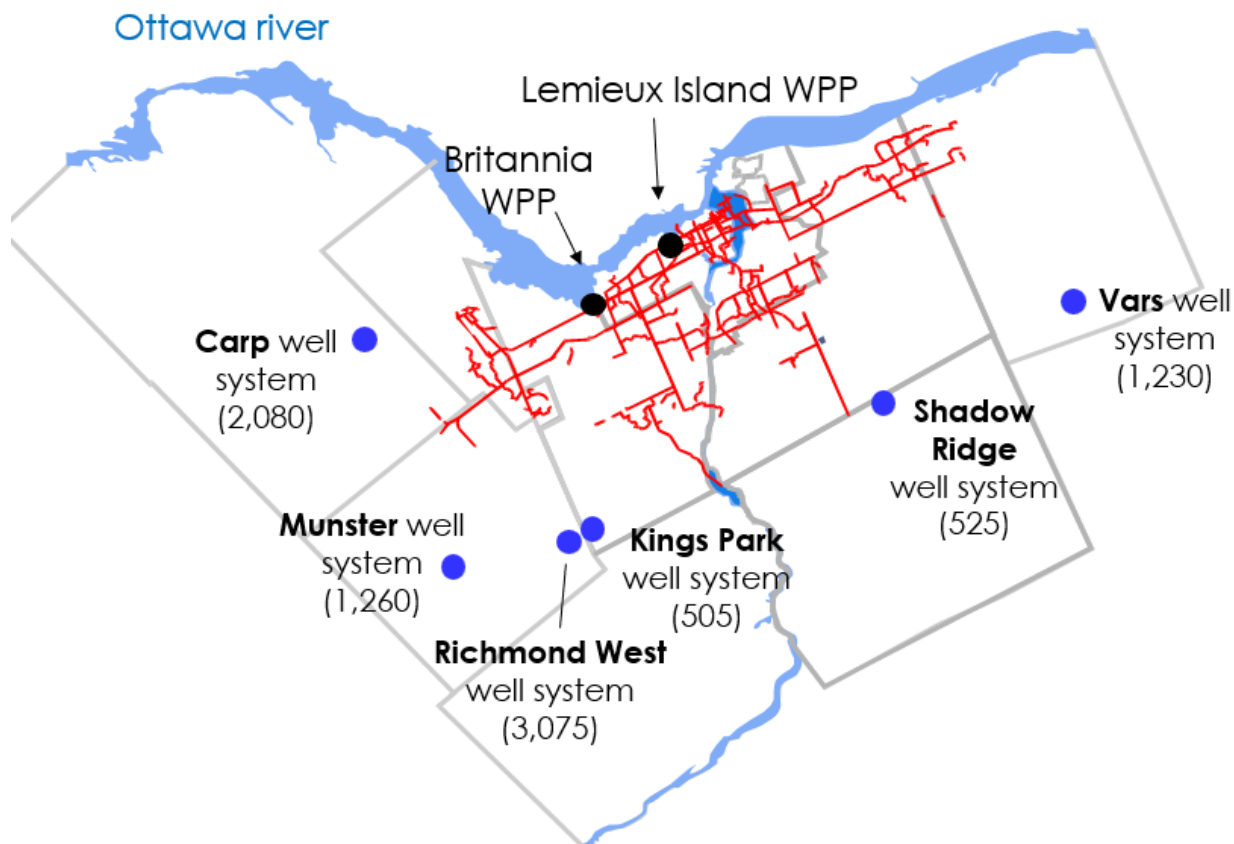 Ottawa river
Lemieux Island WPP
Britannia
WPP
Carp well
system
(2,080)
Vars well
system
(1,230)
Shadow
Ridge
well system
(525)
Munster well
system
(1,260)
Kings Park
well system
(505)
Richmond West
well system
(3,075)